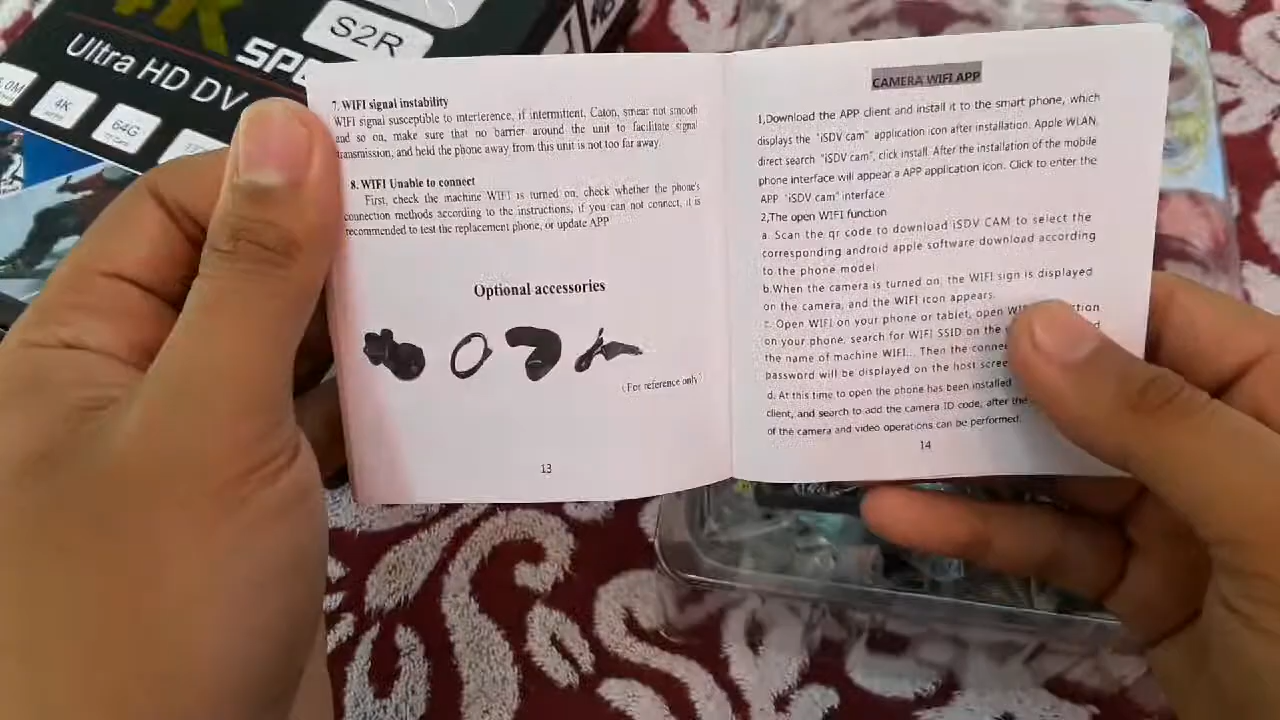 4K
S2R
Ultra HD DV
4K
64G
7. WIFI signal instability
WIFI signal susceptible to interierence, if intermittent, Caton, smear not smooth
and so on, make sure that no barrier around the unit to facilitate signal
transmission, and held the phone away from this unit is not too far away
8. WIFI Unable to connect
First, check the machine WIFI is turned on, check whether the phone's
connection methods according to the instructions, if you can not connect, it is
recommended to test the replacement phone, or update APP
Optional accessories
(For reference only)
13
CAMERA WIFI APP
1,Download the APP client and install it to the smart phone, which
displays the "iSDV cam" application icon after installation. Apple WLAN,
direct search "iSDV cam", click install. After the installation of the mobile
phone interface will appear a APP application icon. Click to enter the
APP "iSDV cam" interface
2,The open WIFI function
a. Scan the qr code to download iSDV CAM to select the
corresponding android apple software download according
to the phone model
b.When the camera is turned on, the WIFI sign is displayed
on the camera, and the WIFI icon appears.
c. Open WIFI on your phone or tablet, open
on your phone, search for WIFI SSID on the
the name of machine WIFI... Then the
password will be displayed on the host
d. At this time to open the phone has been installed
client, and search to add the camera ID code, after the
of the camera and video operations can be performed.
14